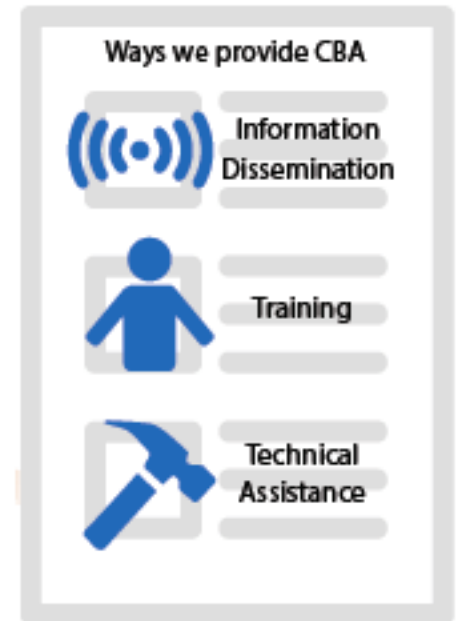 Ways we provide CBA
Information
Dissemination
Training
Technical
Assistance